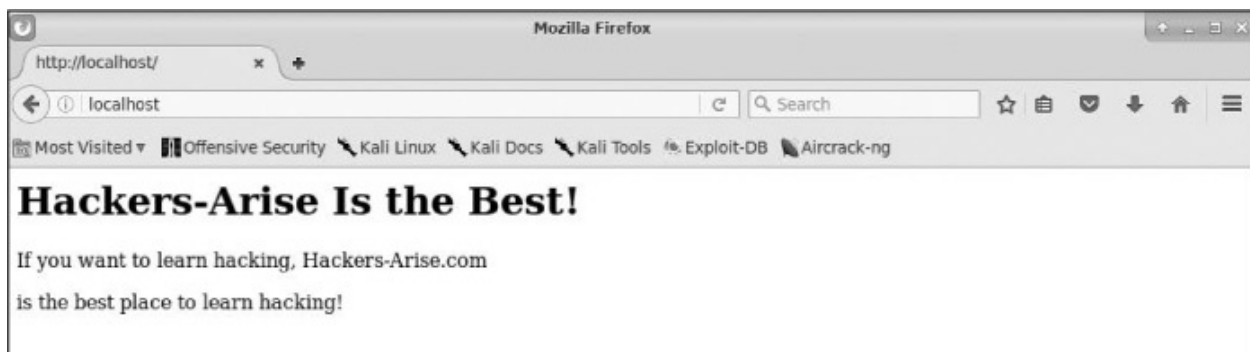 Mozilla Firefox
http://localhost/
localhost
Search
Most Visited Offensive Security Kali Linux Kali Docs Kali Tools Exploit-DB Aircrack-ng
Hackers-Arise Is the Best!
If you want to learn hacking, Hackers-Arise.com
is the best place to learn hacking!